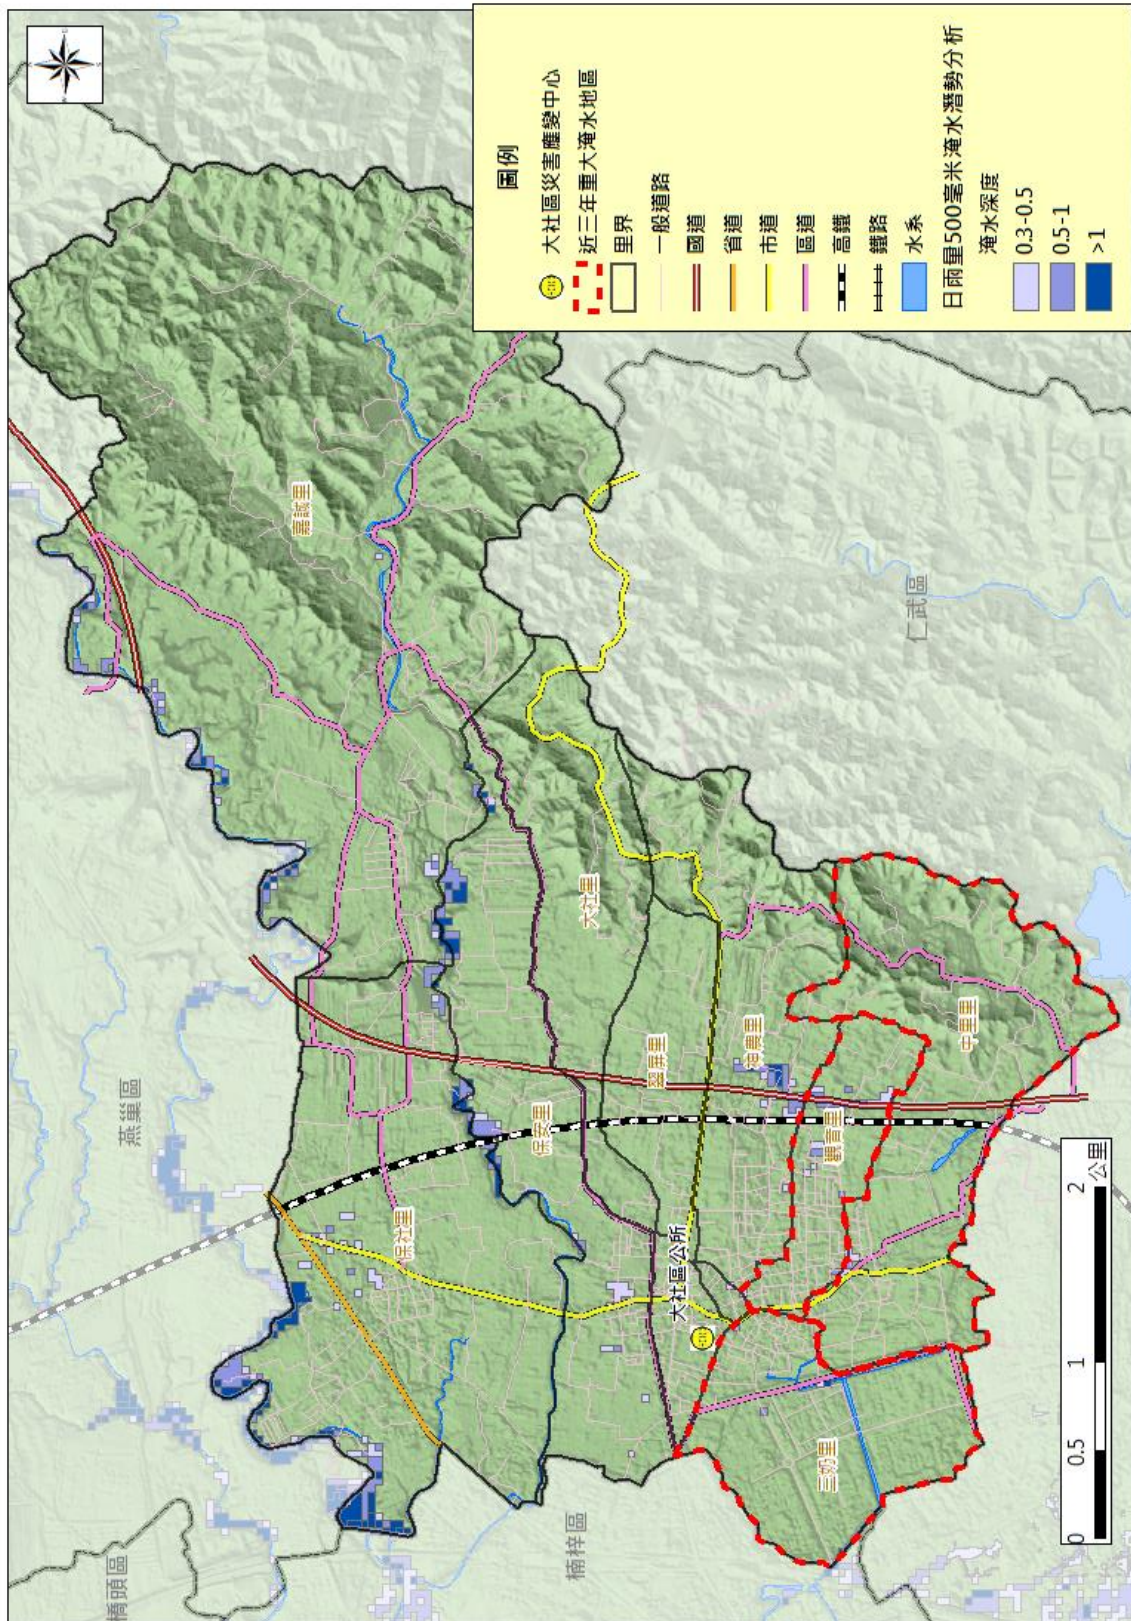 圖例
大社區災害應變中心
近三年重大淹水地區
里界
一般道路
國道
省道
市道
區道
高鐵
鐵路
水系
日雨量500毫米淹水潛勢分析
淹水深度
0.3-0.5
0.5-1
>1
嘉誠里
燕巢區
保社里
保安里
大社里
翠屏里
神農里
觀音里
中里里
三奶里
大社區公所
仁武區
楠梓區
橋頭區
0 0.5 1 2
公里